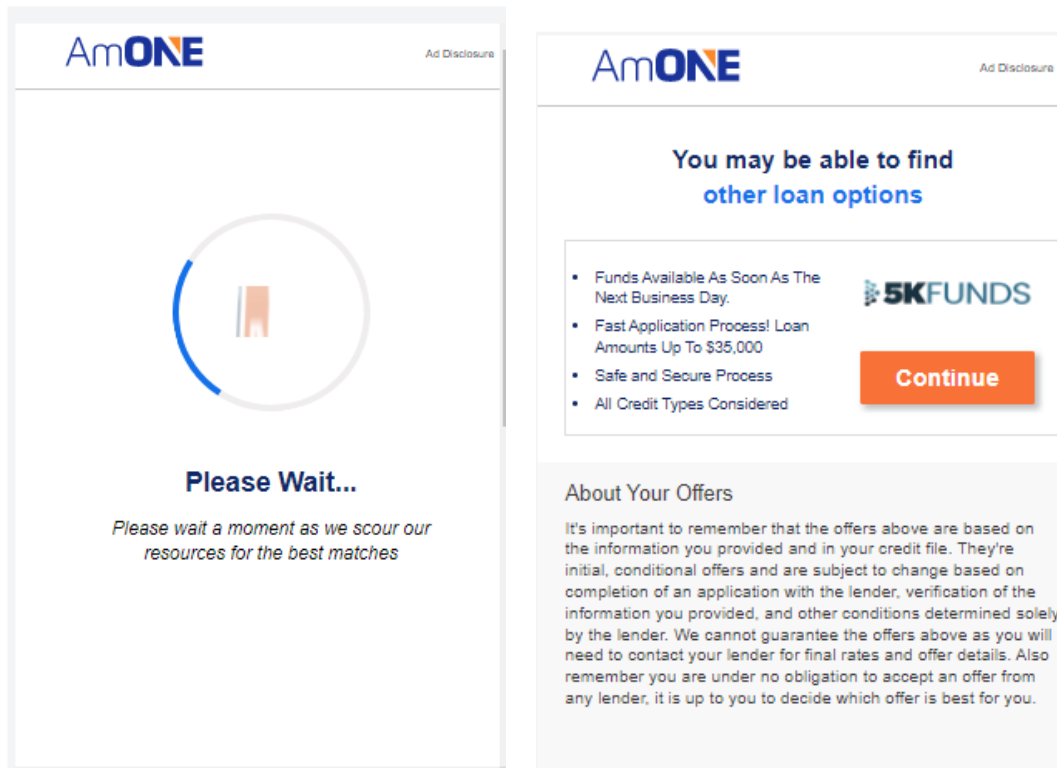 AmONE
Ad Disclosure
Please Wait...
Please wait a moment as we scour our
resources for the best matches
AmONE
Ad Disclosure
You may be able to find
other loan options
• Funds Available As Soon As The
Next Business Day.
• Fast Application Process! Loan
Amounts Up To $35,000
• Safe and Secure Process
• All Credit Types Considered
5KFUNDS
Continue
About Your Offers
It's important to remember that the offers above are based on
the information you provided and in your credit file. They're
initial, conditional offers and are subject to change based on
completion of an application with the lender, verification of the
information you provided, and other conditions determined solely
by the lender. We cannot guarantee the offers above as you will
need to contact your lender for final rates and offer details. Also
remember you are under no obligation to accept an offer from
any lender, it is up to you to decide which offer is best for you.